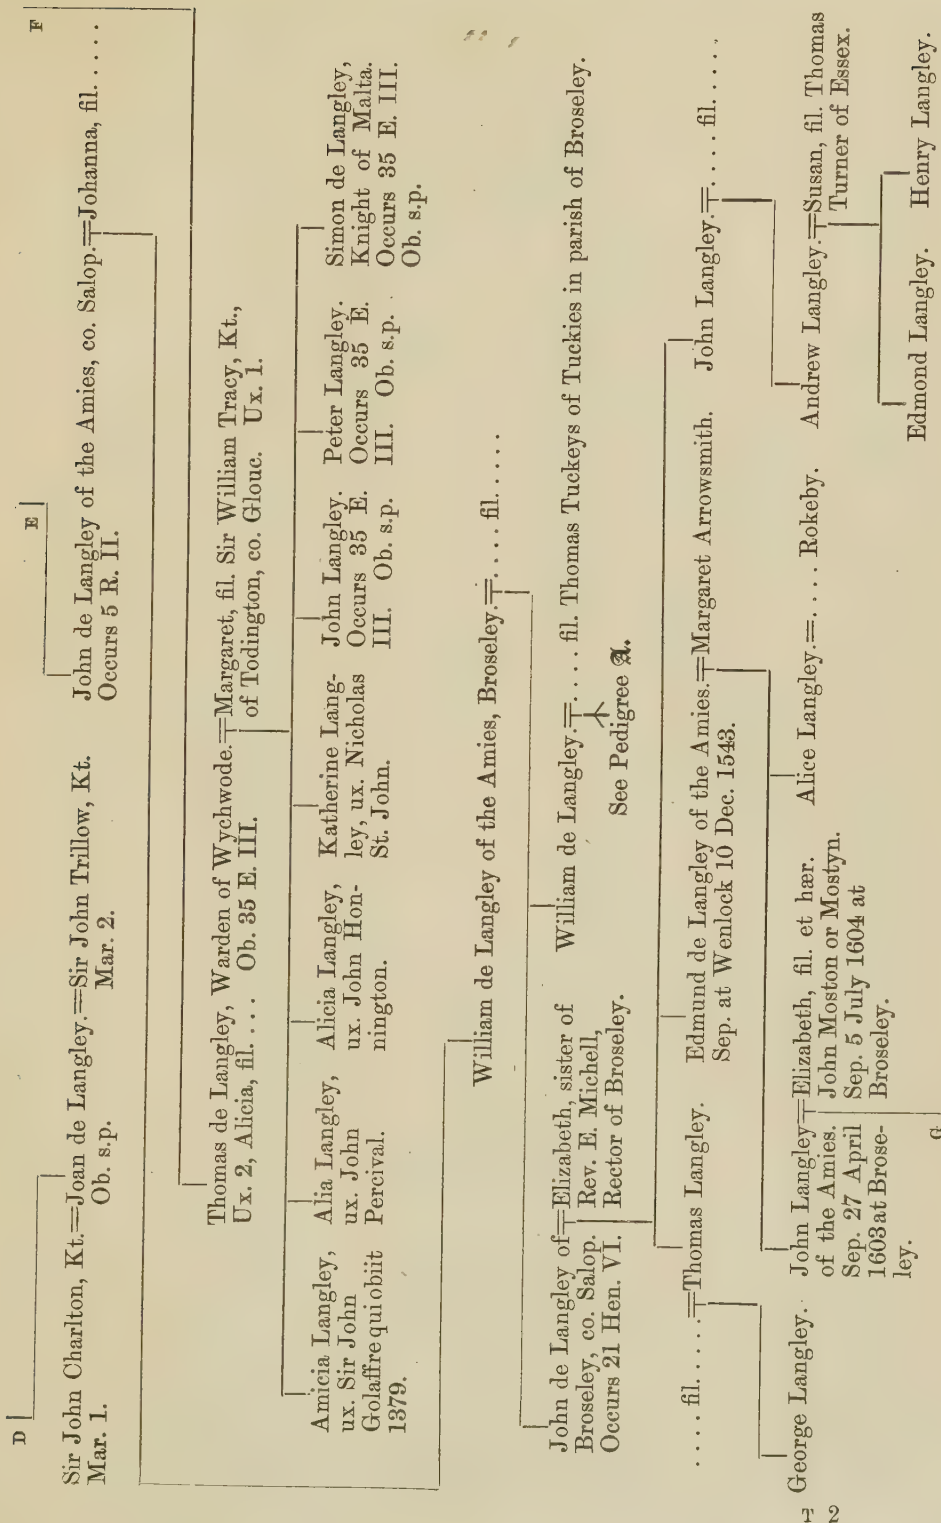 D
E
F
Sir John Charlton, Kt.=Joan de Langley.=Sir John Trillow, Kt.
Mar. 1.
Ob. s.p.
Mar. 2.
John de Langley of the Amies, co. Salop.=Johanna, fil.....
Occurs 5 R. II.
Thomas de Langley, Warden of Wychwode.=Margaret, fil. Sir William Tracy, Kt.,
Ux. 2, Alicia, fil.... Ob. 35 E. III.
of Todington, co. Glouc. Ux. 1.
Amicia Langley,
ux. Sir John
Golaffre qui obiit
1379.
Alia Langley,
ux. John
Percival.
Alicia Langley,
ux. John Hon-
nington.
Katherine Lang-
ley, ux. Nicholas
St. John.
John Langley.
Occurs 35 E.
III. Ob. s.p.
Peter Langley.
Occurs 35 E.
III. Ob. s.p.
Simon de Langley,
Knight of Malta.
Occurs 35 E. III.
Ob. s.p.
William de Langley of the Amies, Broseley.=.... fil.....
John de Langley of=Elizabeth, sister of
Broseley, co. Salop.
Occurs 21 Hen. VI.
Rev. E. Michell,
Rector of Broseley.
William de Langley.=.... fil. Thomas Tuckeys of Tuckies in parish of Broseley.
See Pedigree A.
.... fil.....=Thomas Langley.
Edmund de Langley of the Amies.=Margaret Arrowsmith.
Sep. at Wenlock 10 Dec. 1543.
John Langley.=.... fil.....
George Langley.
John Langley=Elizabeth, fil. et hær.
of the Amies.
Sep. 27 April
1603 at Brose-
ley.
John Moston or Mostyn.
Sep. 5 July 1604 at
Broseley.
Alice Langley.=.... Rokeby.
Andrew Langley.=Susan, fil. Thomas
Turner of Essex.
Edmond Langley.
Henry Langley.
G
T 2